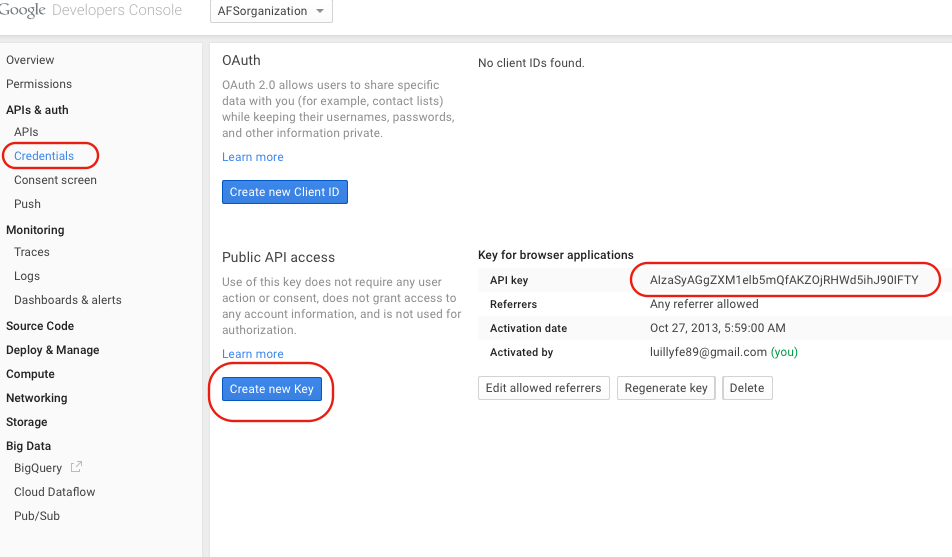 Google Developers Console
AFSorganization
Overview
Permissions
APIs & auth
APIs
Credentials
Consent screen
Push
Monitoring
Traces
Logs
Dashboards & alerts
Source Code
Deploy & Manage
Compute
Networking
Storage
Big Data
BigQuery
Cloud Dataflow
Pub/Sub
OAuth
OAuth 2.0 allows users to share specific
data with you (for example, contact lists)
while keeping their usernames, passwords,
and other information private.
Learn more
Create new Client ID
No client IDs found.
Public API access
Use of this key does not require any user
action or consent, does not grant access to
any account information, and is not used for
authorization.
Learn more
Create new Key
Key for browser applications
API key AIzaSyAGgZXM1elb5mQfAKZOjRHWd5ihJ90IFTY
Referrers Any referrer allowed
Activation date Oct 27, 2013, 5:59:00 AM
Activated by luillyfe89@gmail.com (you)
Edit allowed referrers Regenerate key Delete